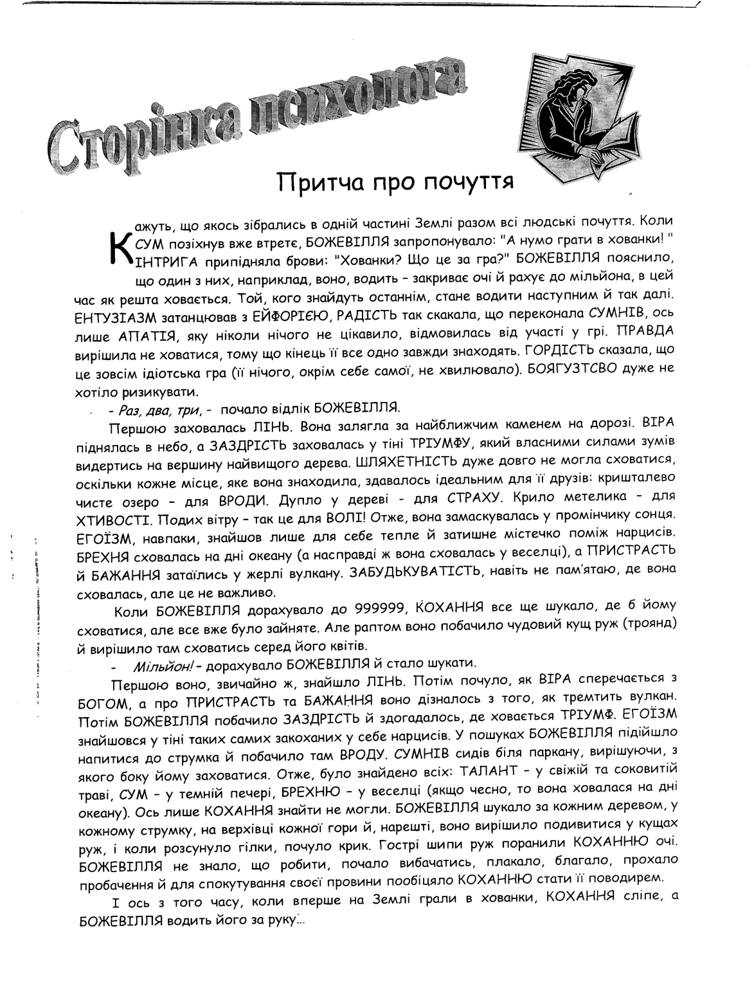 Сторінка психолога
Притча про почуття
Кажуть, що якось зібрались в одній частині Землі разом всі людські почуття. Коли
СУМ позіхнув вже втретє, БОЖЕВІЛЛЯ запропонувало: "А нумо грати в хованки! "
ІНТРИГА припідняла брови: "Хованки? Що це за гра?" БОЖЕВІЛЛЯ пояснило,
що один з них, наприклад, воно, водить – закриває очі й рахує до мільйона, в цей
час як решта ховається. Той, кого знайдуть останнім, стане водити наступним й так далі.
ЕНТУЗІАЗМ затанцював з ЕЙФОРІЄЮ, РАДІСТЬ так скакала, що переконала СУМНІВ, ось
лише АПАТІЯ, яку ніколи нічого не цікавило, відмовилась від участі у грі. ПРАВДА
вирішила не ховатися, тому що кінець її все одно завжди знаходять. ГОРДІСТЬ сказала, що
це зовсім ідіотська гра (її нічого, окрім себе самої, не хвилювало). БОЯГУЗТСВО дуже не
хотіло ризикувати.
- Раз, два, три, - почало відлік БОЖЕВІЛЛЯ.
Першою заховалась ЛІНЬ. Вона залягла за найближчим каменем на дорозі. ВІРА
піднялась в небо, а ЗАЗДРІСТЬ заховалась у тіні ТРІУМФУ, який власними силами зумів
видертись на вершину найвищого дерева. ШЛЯХЕТНІСТЬ дуже довго не могла сховатися,
оскільки кожне місце, яке вона знаходила, здавалось ідеальним для її друзів: кришталево
чисте озеро – для ВРОДИ. Дупло у дереві - для СТРАХУ. Крило метелика – для
ХТИВОСТІ. Подих вітру – так це для ВОЛІ! Отже, вона замаскувалась у промінчику сонця.
ЕГОЇЗМ, навпаки, знайшов лише для себе тепле й затишне містечко поміж нарцисів.
БРЕХНЯ сховалась на дні океану (а насправді ж вона сховалась у веселці), а ПРИСТРАСТЬ
й БАЖАННЯ затаїлись у жерлі вулкану. ЗАБУДЬКУВАТІСТЬ, навіть не пам'ятаю, де вона
сховалась, але це не важливо.
Коли БОЖЕВІЛЛЯ дорахувало до 999999, КОХАННЯ все ще шукало, де б йому
сховатися, але все вже було зайняте. Але раптом воно побачило чудовий кущ руж (троянд)
й вирішило там сховатись серед його квітів.
- Мільйон! – дорахувало БОЖЕВІЛЛЯ й стало шукати.
Першою воно, звичайно ж, знайшло ЛІНЬ. Потім почуло, як ВІРА сперечається з
БОГОМ, а про ПРИСТРАСТЬ та БАЖАННЯ воно дізналось з того, як тремтить вулкан.
Потім БОЖЕВІЛЛЯ побачило ЗАЗДРІСТЬ й здогадалось, де ховається ТРІУМФ. ЕГОЇЗМ
знайшовся у тіні таких самих закоханих у себе нарцисів. У пошуках БОЖЕВІЛЛЯ підійшло
напитися до струмка й побачило там ВРОДУ. СУМНІВ сидів біля паркану, вирішуючи, з
якого боку йому заховатися. Отже, було знайдено всіх: ТАЛАНТ – у свіжій та соковитій
траві, СУМ – у темній печері, БРЕХНЮ – у веселці (якщо чесно, то вона ховалася на дні
океану). Ось лише КОХАННЯ знайти не могли. БОЖЕВІЛЛЯ шукало за кожним деревом, у
кожному струмку, на верхівці кожної гори й, нарешті, воно вирішило подивитися у кущах
руж, і коли розсунуло гілки, почуло крик. Гострі шипи руж поранили КОХАННЮ очі.
БОЖЕВІЛЛЯ не знало, що робити, почало вибачатись, плакало, благало, прохало
пробачення й для спокутування своєї провини пообіцяло КОХАННЮ стати її поводирем.
І ось з того часу, коли вперше на Землі грали в хованки, КОХАННЯ сліпе, а
БОЖЕВІЛЛЯ водить його за руку...